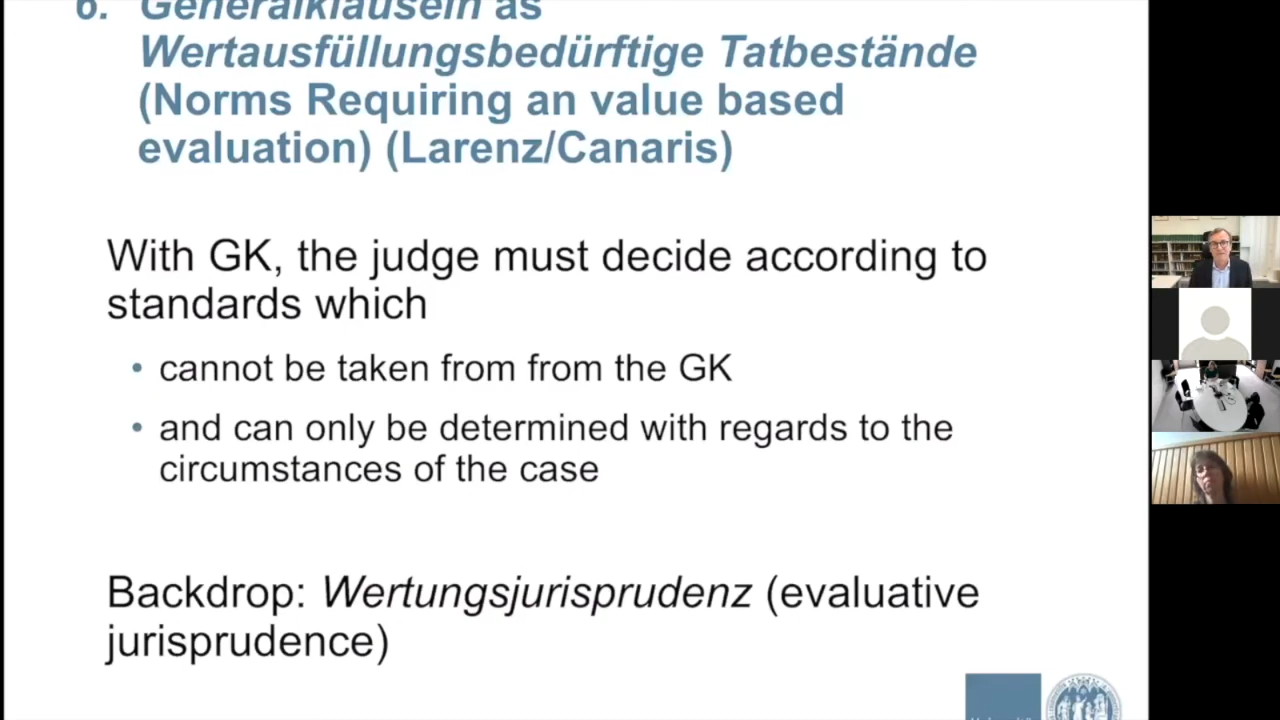 6. Generalklauseln as
Wertausfüllungsbedürftige Tatbestände
(Norms Requiring an value based
evaluation) (Larenz/Canaris)
With GK, the judge must decide according to
standards which
• cannot be taken from from the GK
• and can only be determined with regards to the
circumstances of the case
Backdrop: Wertungsjurisprudenz (evaluative
jurisprudence)